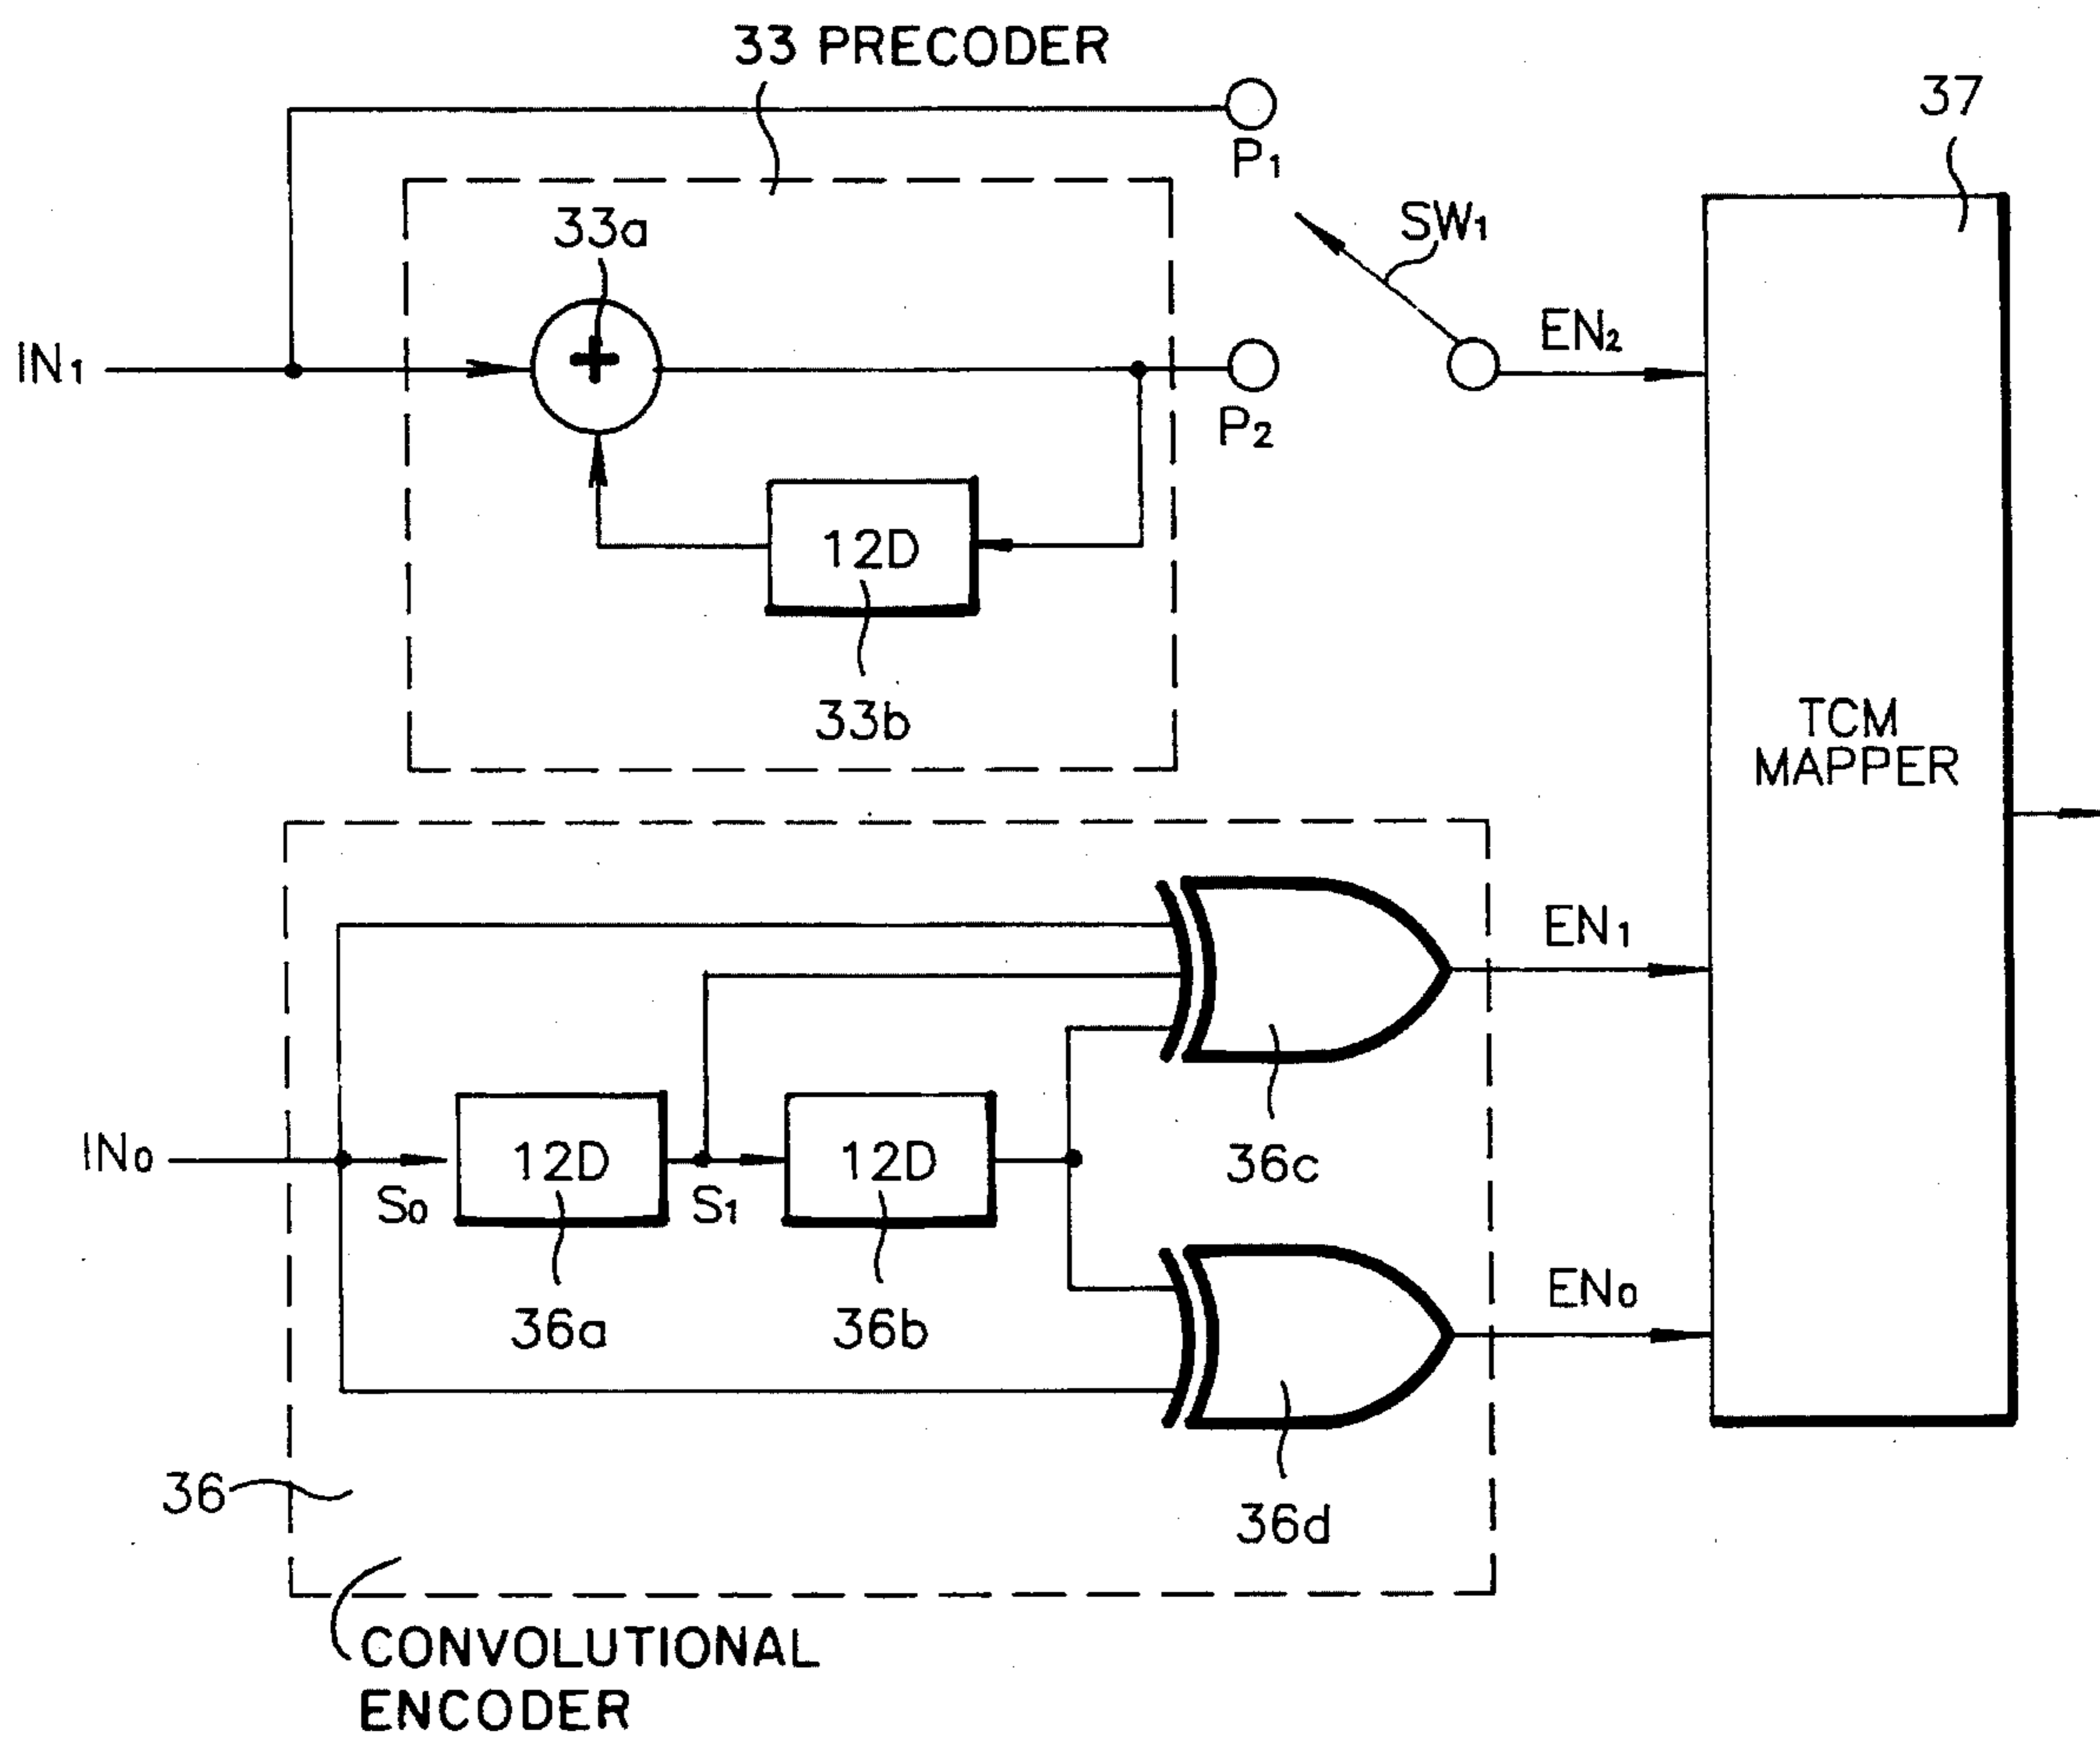 33 PRECODER
37
P1
33a
SW1
IN1
EN2
P2
12D
33b
TCM
MAPPER
EN1
IN0
S0
12D
S1
12D
36c
36a
36b
EN0
36
36d
CONVOLUTIONAL
ENCODER